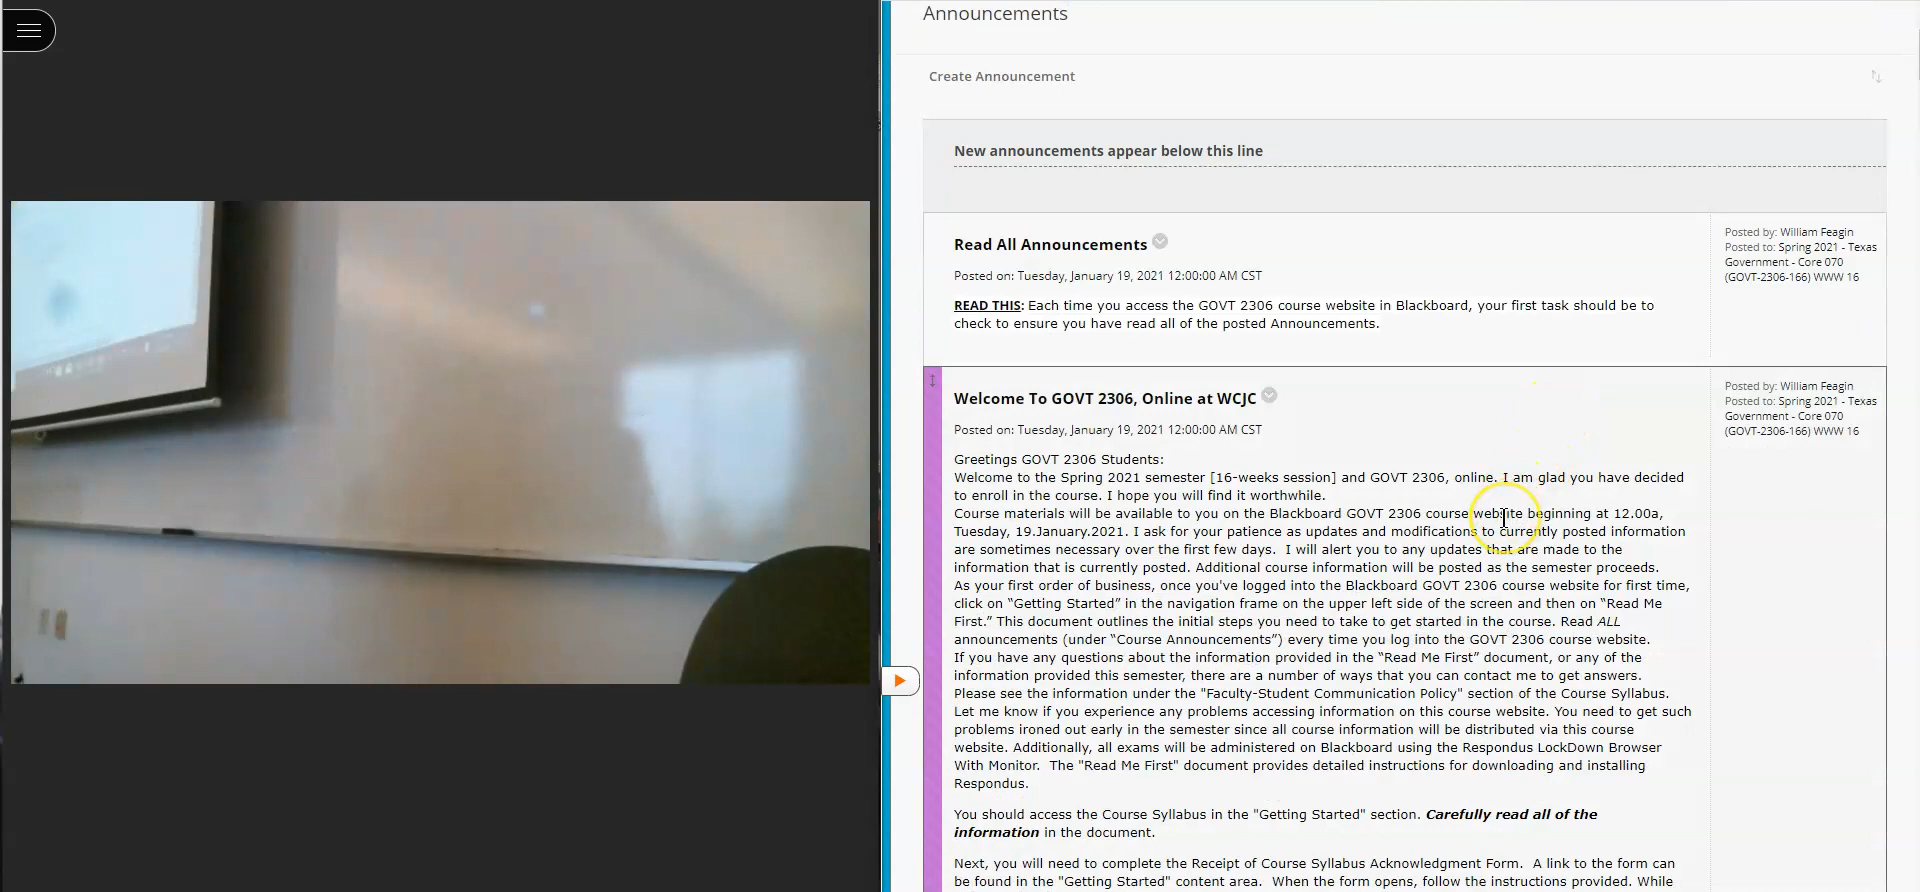 Announcements
Create Announcement
New announcements appear below this line
Read All Announcements
Posted on: Tuesday, January 19, 2021 12:00:00 AM CST
READ THIS: Each time you access the GOVT 2306 course website in Blackboard, your first task should be to
check to ensure you have read all of the posted Announcements.
Posted by: William Feagin
Posted to: Spring 2021 - Texas
Government - Core 070
(GOVT-2306-166) WWW 16
Welcome To GOVT 2306, Online at WCJC
Posted on: Tuesday, January 19, 2021 12:00:00 AM CST
Greetings GOVT 2306 Students:
Welcome to the Spring 2021 semester [16-weeks session] and GOVT 2306, online. I am glad you have decided
to enroll in the course. I hope you will find it worthwhile.
Course materials will be available to you on the Blackboard GOVT 2306 course website beginning at 12.00a,
Tuesday, 19.January.2021. I ask for your patience as updates and modifications to currently posted information
are sometimes necessary over the first few days.  I will alert you to any updates that are made to the
information that is currently posted. Additional course information will be posted as the semester proceeds.
As your first order of business, once you've logged into the Blackboard GOVT 2306 course website for first time,
click on “Getting Started” in the navigation frame on the upper left side of the screen and then on “Read Me
First.” This document outlines the initial steps you need to take to get started in the course. Read ALL
announcements (under “Course Announcements”) every time you log into the GOVT 2306 course website.
If you have any questions about the information provided in the “Read Me First” document, or any of the
information provided this semester, there are a number of ways that you can contact me to get answers.
Please see the information under the "Faculty-Student Communication Policy" section of the Course Syllabus.
Let me know if you experience any problems accessing information on this course website. You need to get such
problems ironed out early in the semester since all course information will be distributed via this course
website. Additionally, all exams will be administered on Blackboard using the Respondus LockDown Browser
With Monitor.  The "Read Me First" document provides detailed instructions for downloading and installing
Respondus.
You should access the Course Syllabus in the "Getting Started" section. Carefully read all of the
information in the document.
Next, you will need to complete the Receipt of Course Syllabus Acknowledgment Form.  A link to the form can
be found in the "Getting Started" content area.  When the form opens, follow the instructions provided. While
Posted by: William Feagin
Posted to: Spring 2021 - Texas
Government - Core 070
(GOVT-2306-166) WWW 16